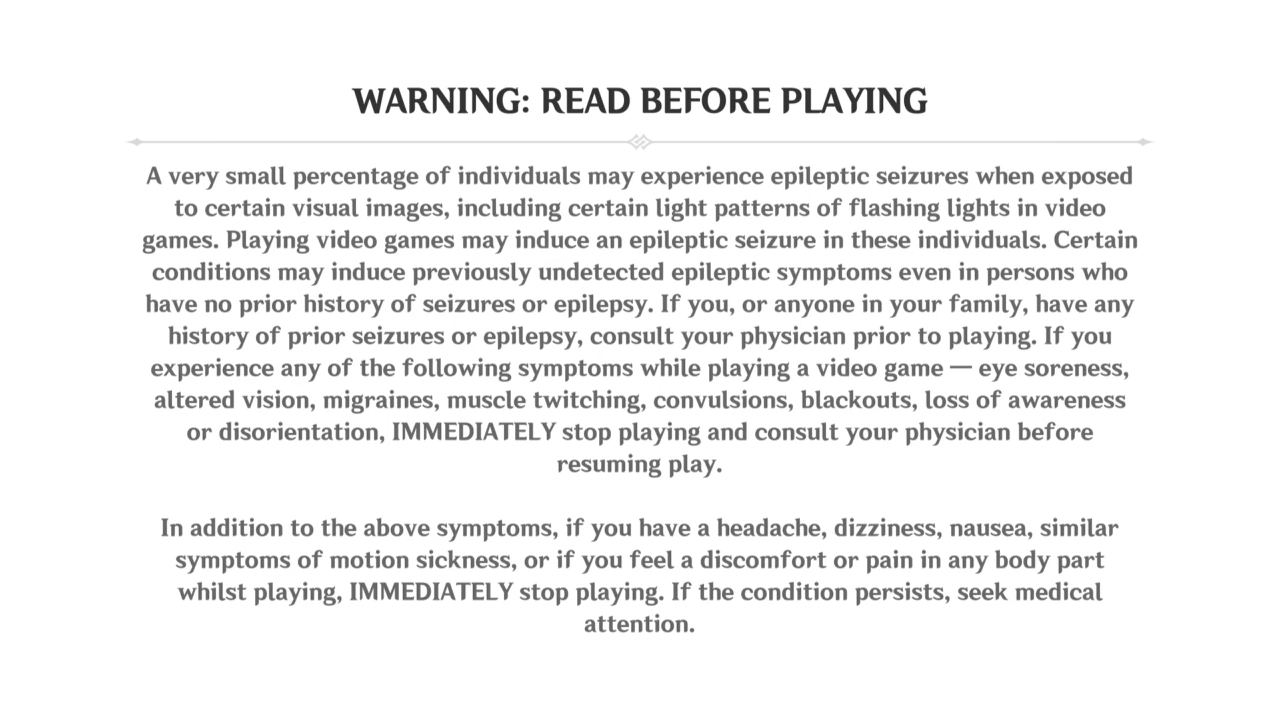 WARNING: READ BEFORE PLAYING
A very small percentage of individuals may experience epileptic seizures when exposed
to certain visual images, including certain light patterns of flashing lights in video
games. Playing video games may induce an epileptic seizure in these individuals. Certain
conditions may induce previously undetected epileptic symptoms even in persons who
have no prior history of seizures or epilepsy. If you, or anyone in your family, have any
history of prior seizures or epilepsy, consult your physician prior to playing. If you
experience any of the following symptoms while playing a video game — eye soreness,
altered vision, migraines, muscle twitching, convulsions, blackouts, loss of awareness
or disorientation, IMMEDIATELY stop playing and consult your physician before
resuming play.
In addition to the above symptoms, if you have a headache, dizziness, nausea, similar
symptoms of motion sickness, or if you feel a discomfort or pain in any body part
whilst playing, IMMEDIATELY stop playing. If the condition persists, seek medical
attention.